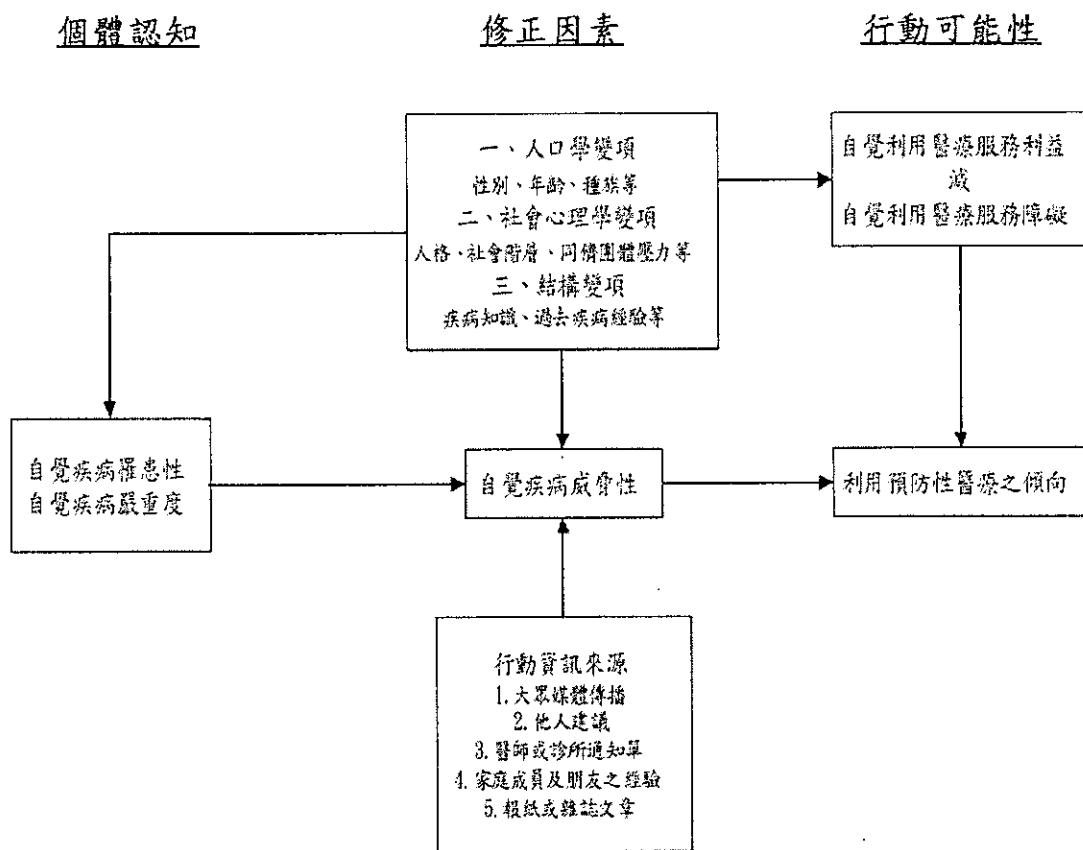 個體認知
修正因素
行動可能性
一、人口學變項
性別、年齡、種族等
二、社會心理學變項
人格、社會階層、同儕團體壓力等
三、結構變項
疾病知識、過去疾病經驗等
自覺利用醫療服務利益
減
自覺利用醫療服務障礙
自覺疾病罹患性
自覺疾病嚴重度
自覺疾病威脅性
利用預防性醫療之傾向
行動資訊來源
1.大眾媒體傳播
2.他人建議
3.醫師或診所通知單
4.家庭成員及朋友之經驗
5.報紙或雜誌文章